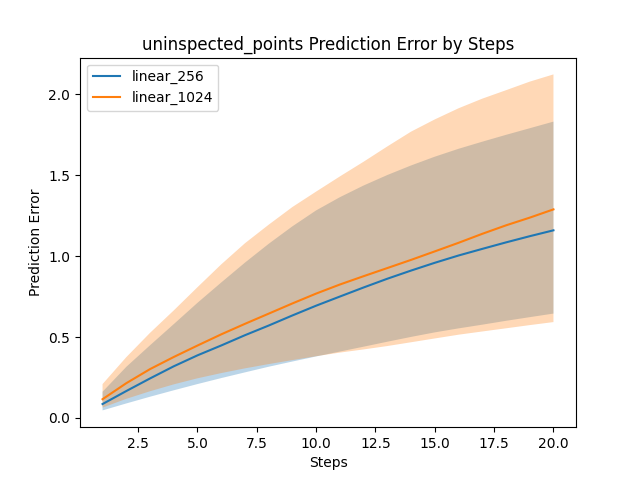 uninspected_points Prediction Error by Steps
linear_256
linear_1024
Prediction Error
2.0
1.5
1.0
0.5
0.0
2.5 5.0 7.5 10.0 12.5 15.0 17.5 20.0
Steps